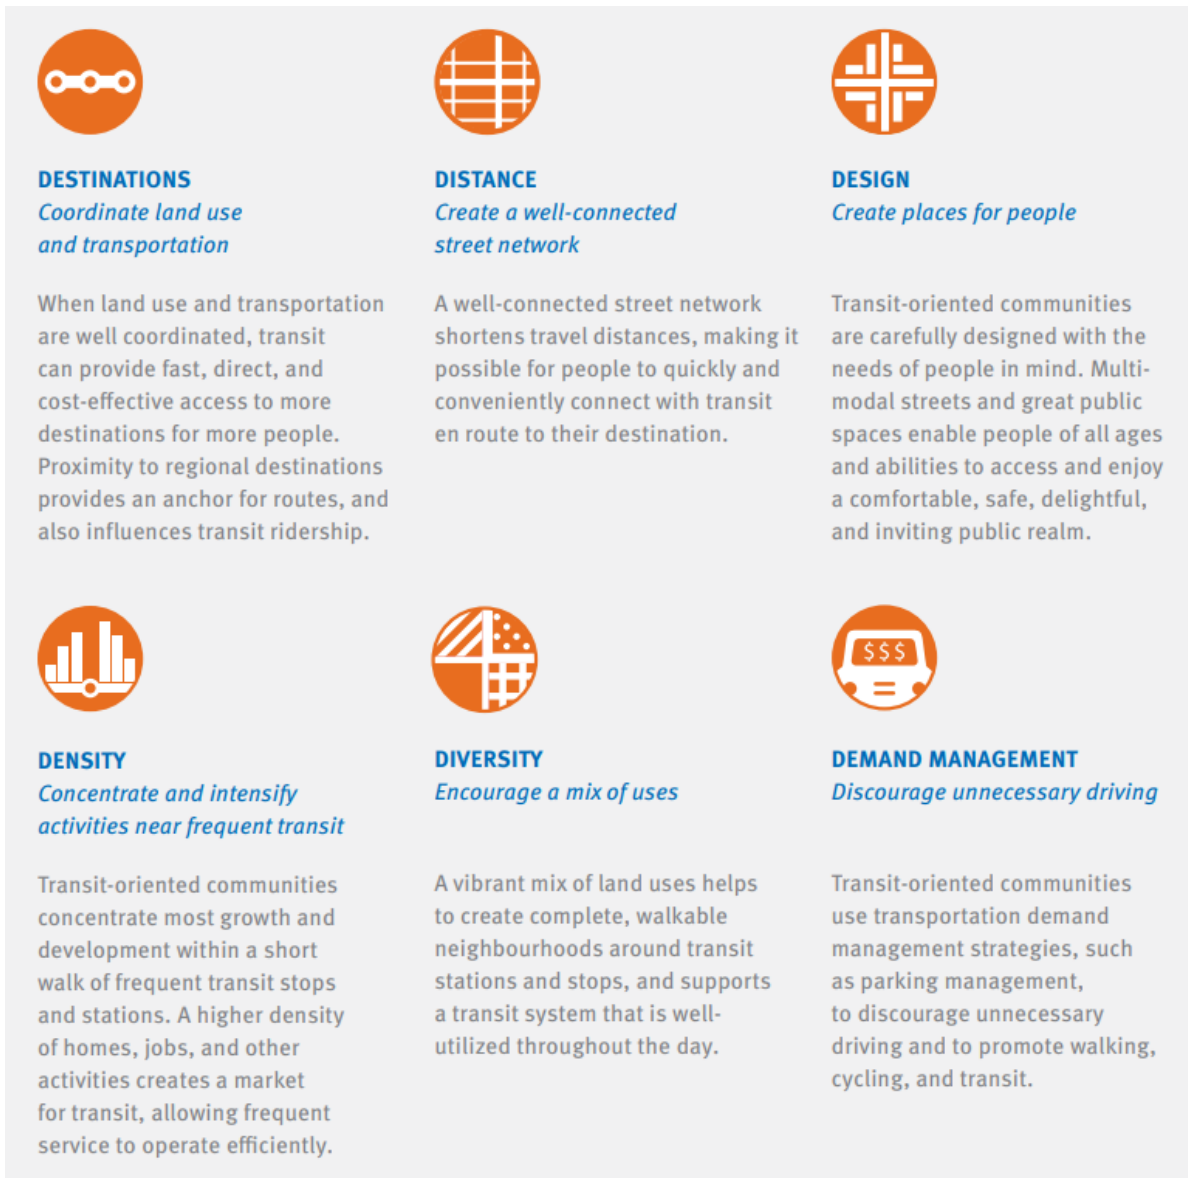 DESTINATIONS
Coordinate land use
and transportation
When land use and transportation
are well coordinated, transit
can provide fast, direct, and
cost-effective access to more
destinations for more people.
Proximity to regional destinations
provides an anchor for routes, and
also influences transit ridership.
DISTANCE
Create a well-connected
street network
A well-connected street network
shortens travel distances, making it
possible for people to quickly and
conveniently connect with transit
en route to their destination.
DESIGN
Create places for people
Transit-oriented communities
are carefully designed with the
needs of people in mind. Multi-
modal streets and great public
spaces enable people of all ages
and abilities to access and enjoy
a comfortable, safe, delightful,
and inviting public realm.
DENSITY
Concentrate and intensify
activities near frequent transit
Transit-oriented communities
concentrate most growth and
development within a short
walk of frequent transit stops
and stations. A higher density
of homes, jobs, and other
activities creates a market
for transit, allowing frequent
service to operate efficiently.
DIVERSITY
Encourage a mix of uses
A vibrant mix of land uses helps
to create complete, walkable
neighbourhoods around transit
stations and stops, and supports
a transit system that is well-
utilized throughout the day.
$$$
DEMAND MANAGEMENT
Discourage unnecessary driving
Transit-oriented communities
use transportation demand
management strategies, such
as parking management,
to discourage unnecessary
driving and to promote walking,
cycling, and transit.